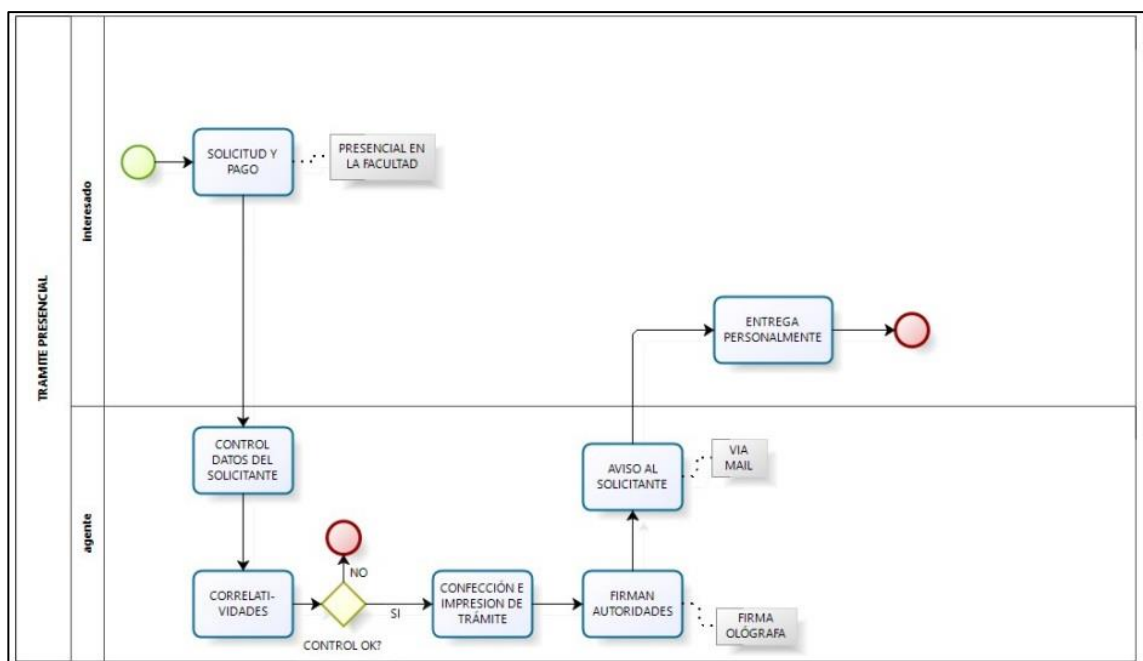 TRAMITE PRESENCIAL
Interesado
SOLICITUD Y
PAGO
PRESENCIAL EN
LA FACULTAD
ENTREGA
PERSONALMENTE
agente
CONTROL
DATOS DEL
SOLICITANTE
AVISO AL
SOLICITANTE
VIA
MAIL
CORRELATI-
VIDADES
NO
SI
CONTROL OK?
CONFECCIÓN E
IMPRESION DE
TRÁMITE
FIRMAN
AUTORIDADES
FIRMA
OLÓGRAFA